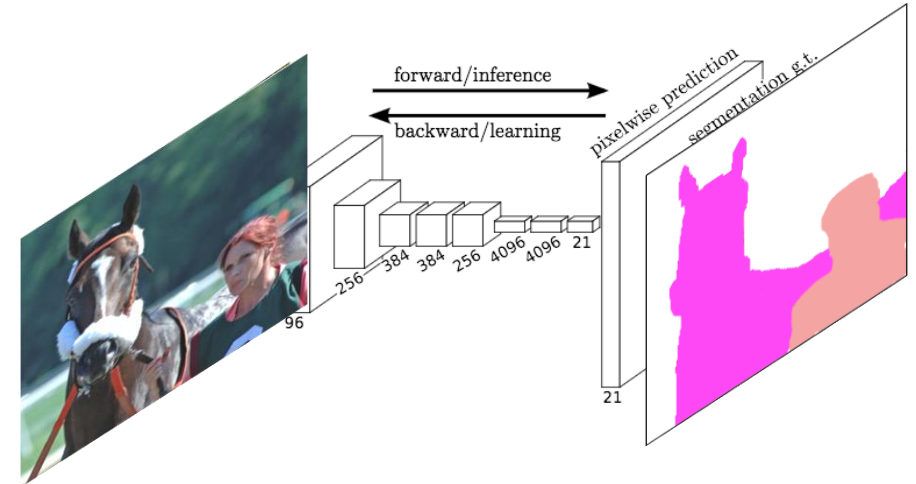 forward/inference
backward/learning
pixelwise prediction
segmentation g.t.
96
256
384
384
256
4096
4096
21
21